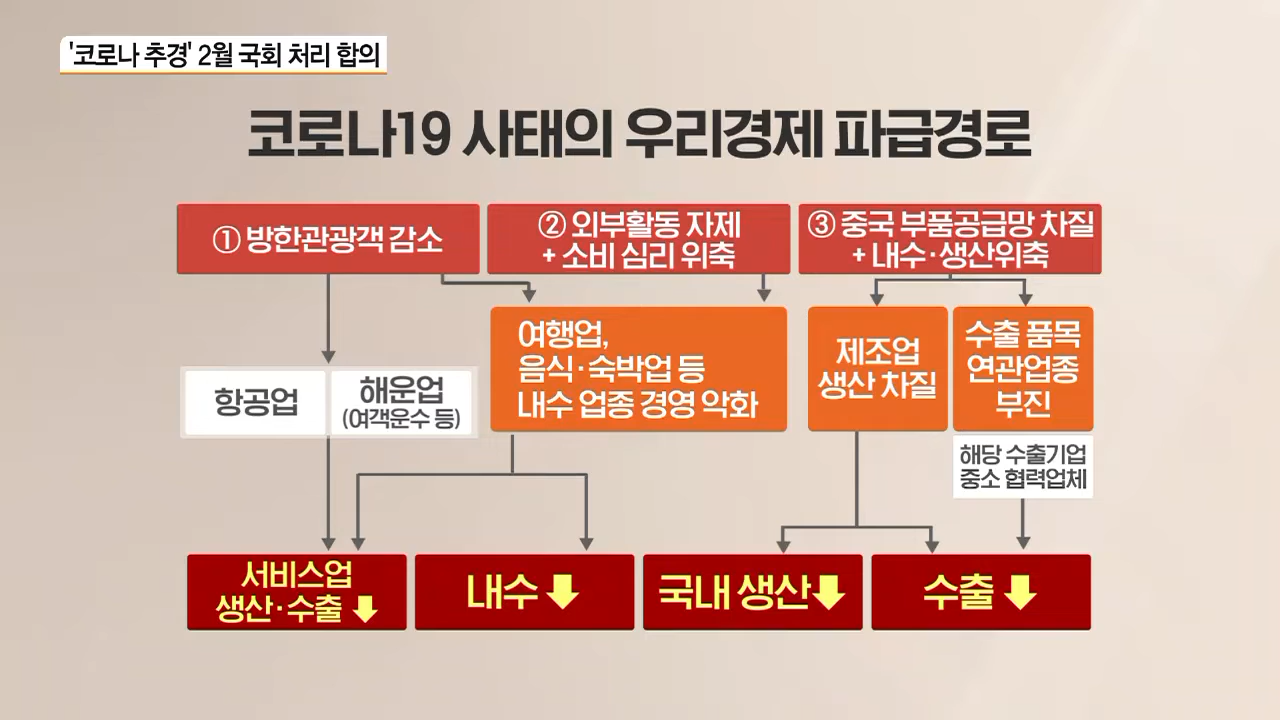 '코로나 추경' 2월 국회 처리 합의
코로나19 사태의 우리경제 파급경로
① 방한관광객 감소
② 외부활동 자제
+ 소비 심리 위축
③ 중국 부품공급망 차질
+ 내수·생산위축
여행업,
음식·숙박업 등
내수 업종 경영 악화
제조업
생산 차질
수출 품목
연관업종
부진
항공업
해운업
(여객운수 등)
해당 수출기업
중소 협력업체
서비스업
생산·수출 ⬇
내수 ⬇
국내 생산⬇
수출 ⬇